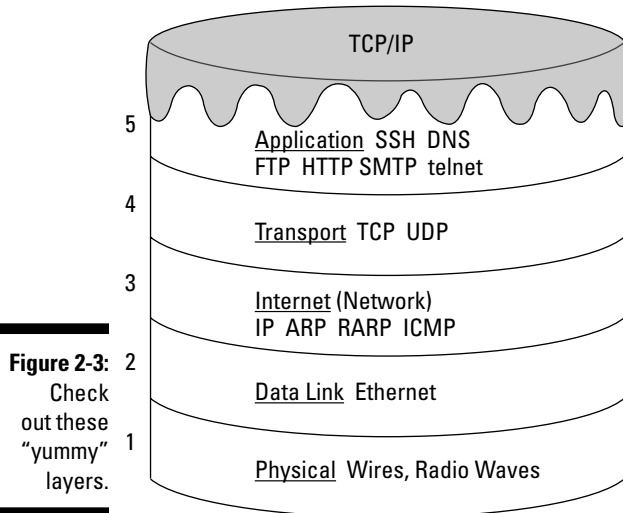 TCP/IP
5
Application SSH DNS
FTP HTTP SMTP telnet
4
Transport TCP UDP
3
Internet (Network)
IP ARP RARP ICMP
2
Data Link Ethernet
1
Physical Wires, Radio Waves
Figure 2-3:
Check
out these
“yummy”
layers.